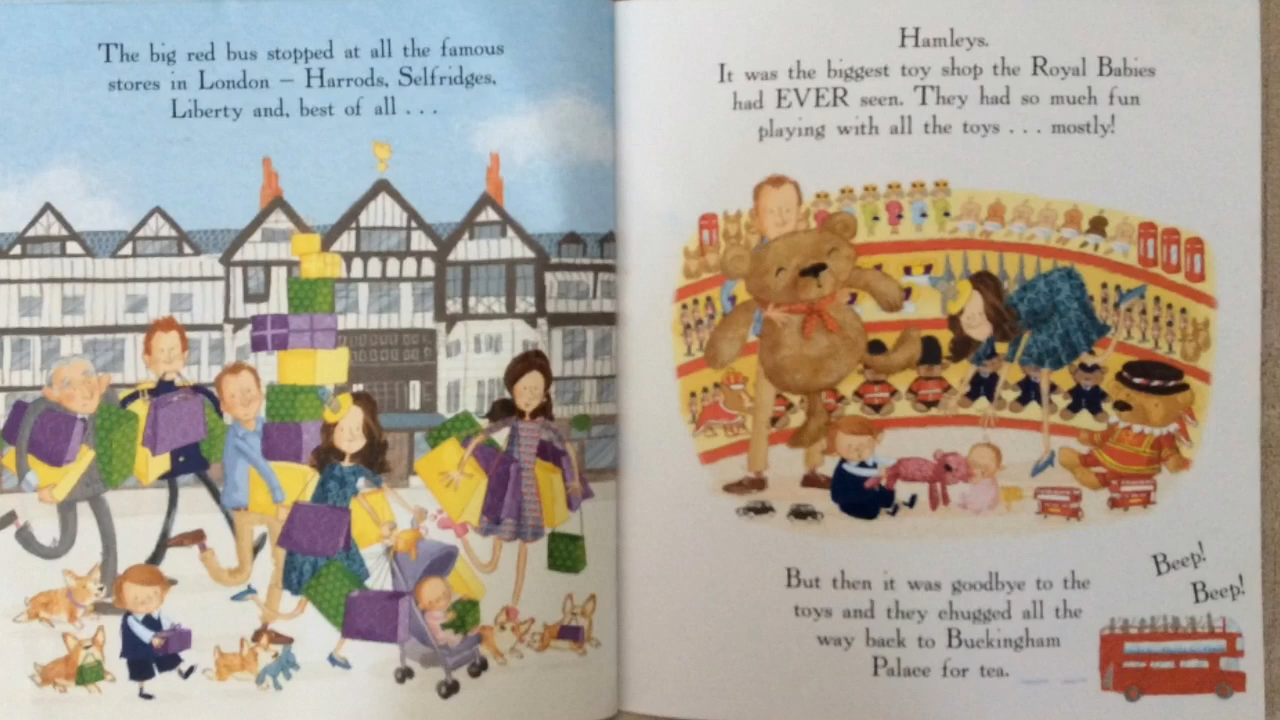 The big red bus stopped at all the famous
stores in London – Harrods, Selfridges,
Liberty and, best of all . . .
Hamleys.
It was the biggest toy shop the Royal Babies
had EVER seen. They had so much fun
playing with all the toys . . . mostly!
But then it was goodbye to the
toys and they chugged all the
way back to Buckingham
Palace for tea.
Beep!
Beep!